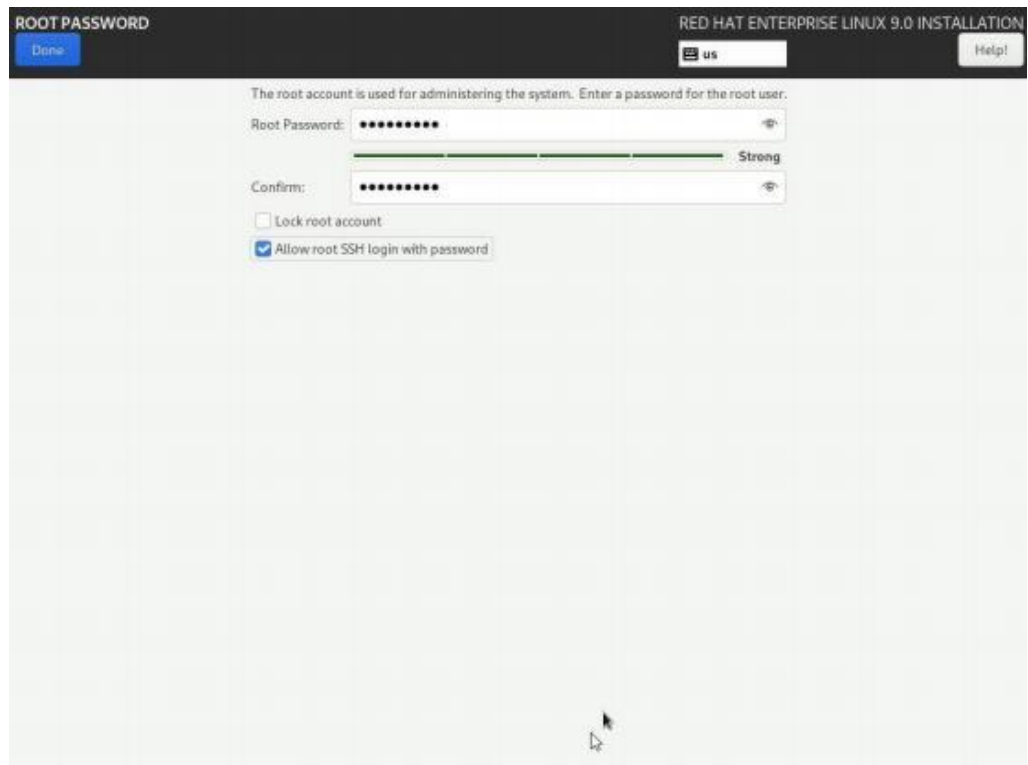 ROOT PASSWORD
RED HAT ENTERPRISE LINUX 9.0 INSTALLATION
Done
us
Help!
The root account is used for administering the system. Enter a password for the root user.
Root Password: •••••••••
Strong
Confirm: •••••••••
Lock root account
Allow root SSH login with password